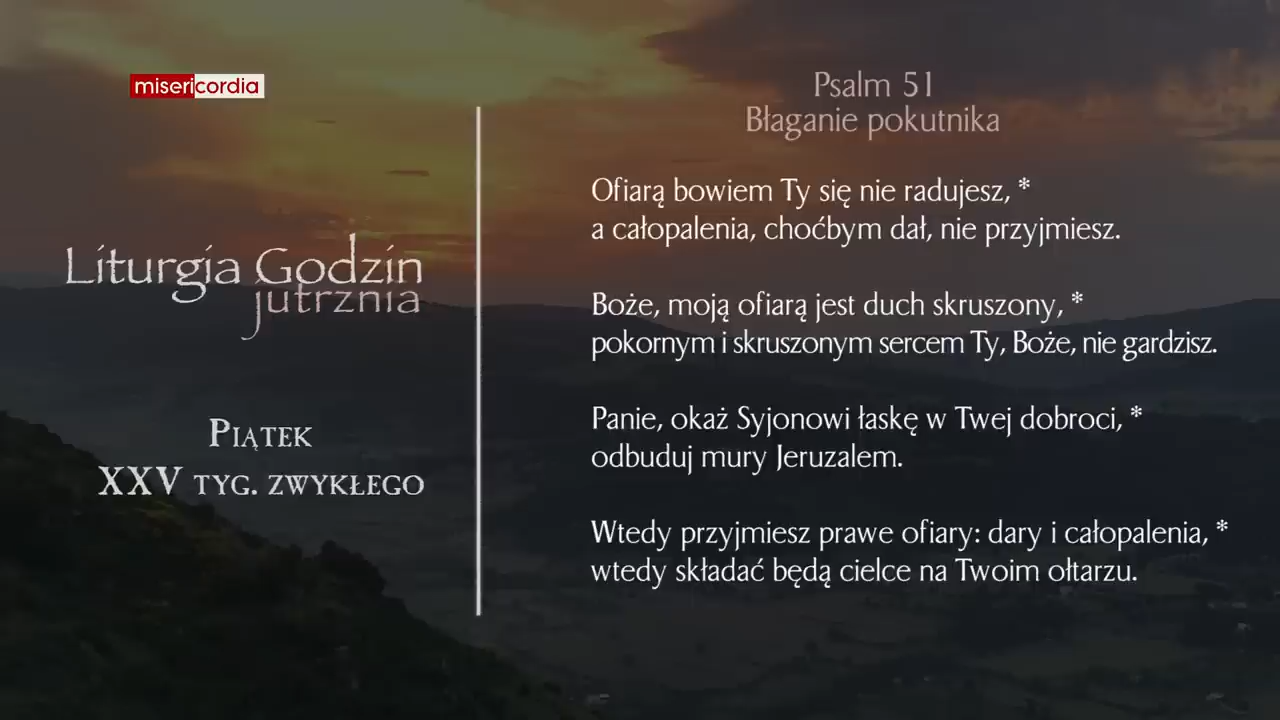 misericordia
Liturgia Godzin
jutrznia
Piątek
XXV tyg. zwykłego
Psalm 51
Błaganie pokutnika
Ofiarą bowiem Ty się nie radujesz, *
a całopalenia, choćbym dał, nie przyjmiesz.
Boże, moją ofiarą jest duch skruszony, *
pokornym i skruszonym sercem Ty, Boże, nie gardzisz.
Panie, okaż Syjonowi łaskę w Twej dobroci, *
odbuduj mury Jeruzalem.
Wtedy przyjmiesz prawe ofiary: dary i całopalenia, *
wtedy składać będą cielce na Twoim ołtarzu.